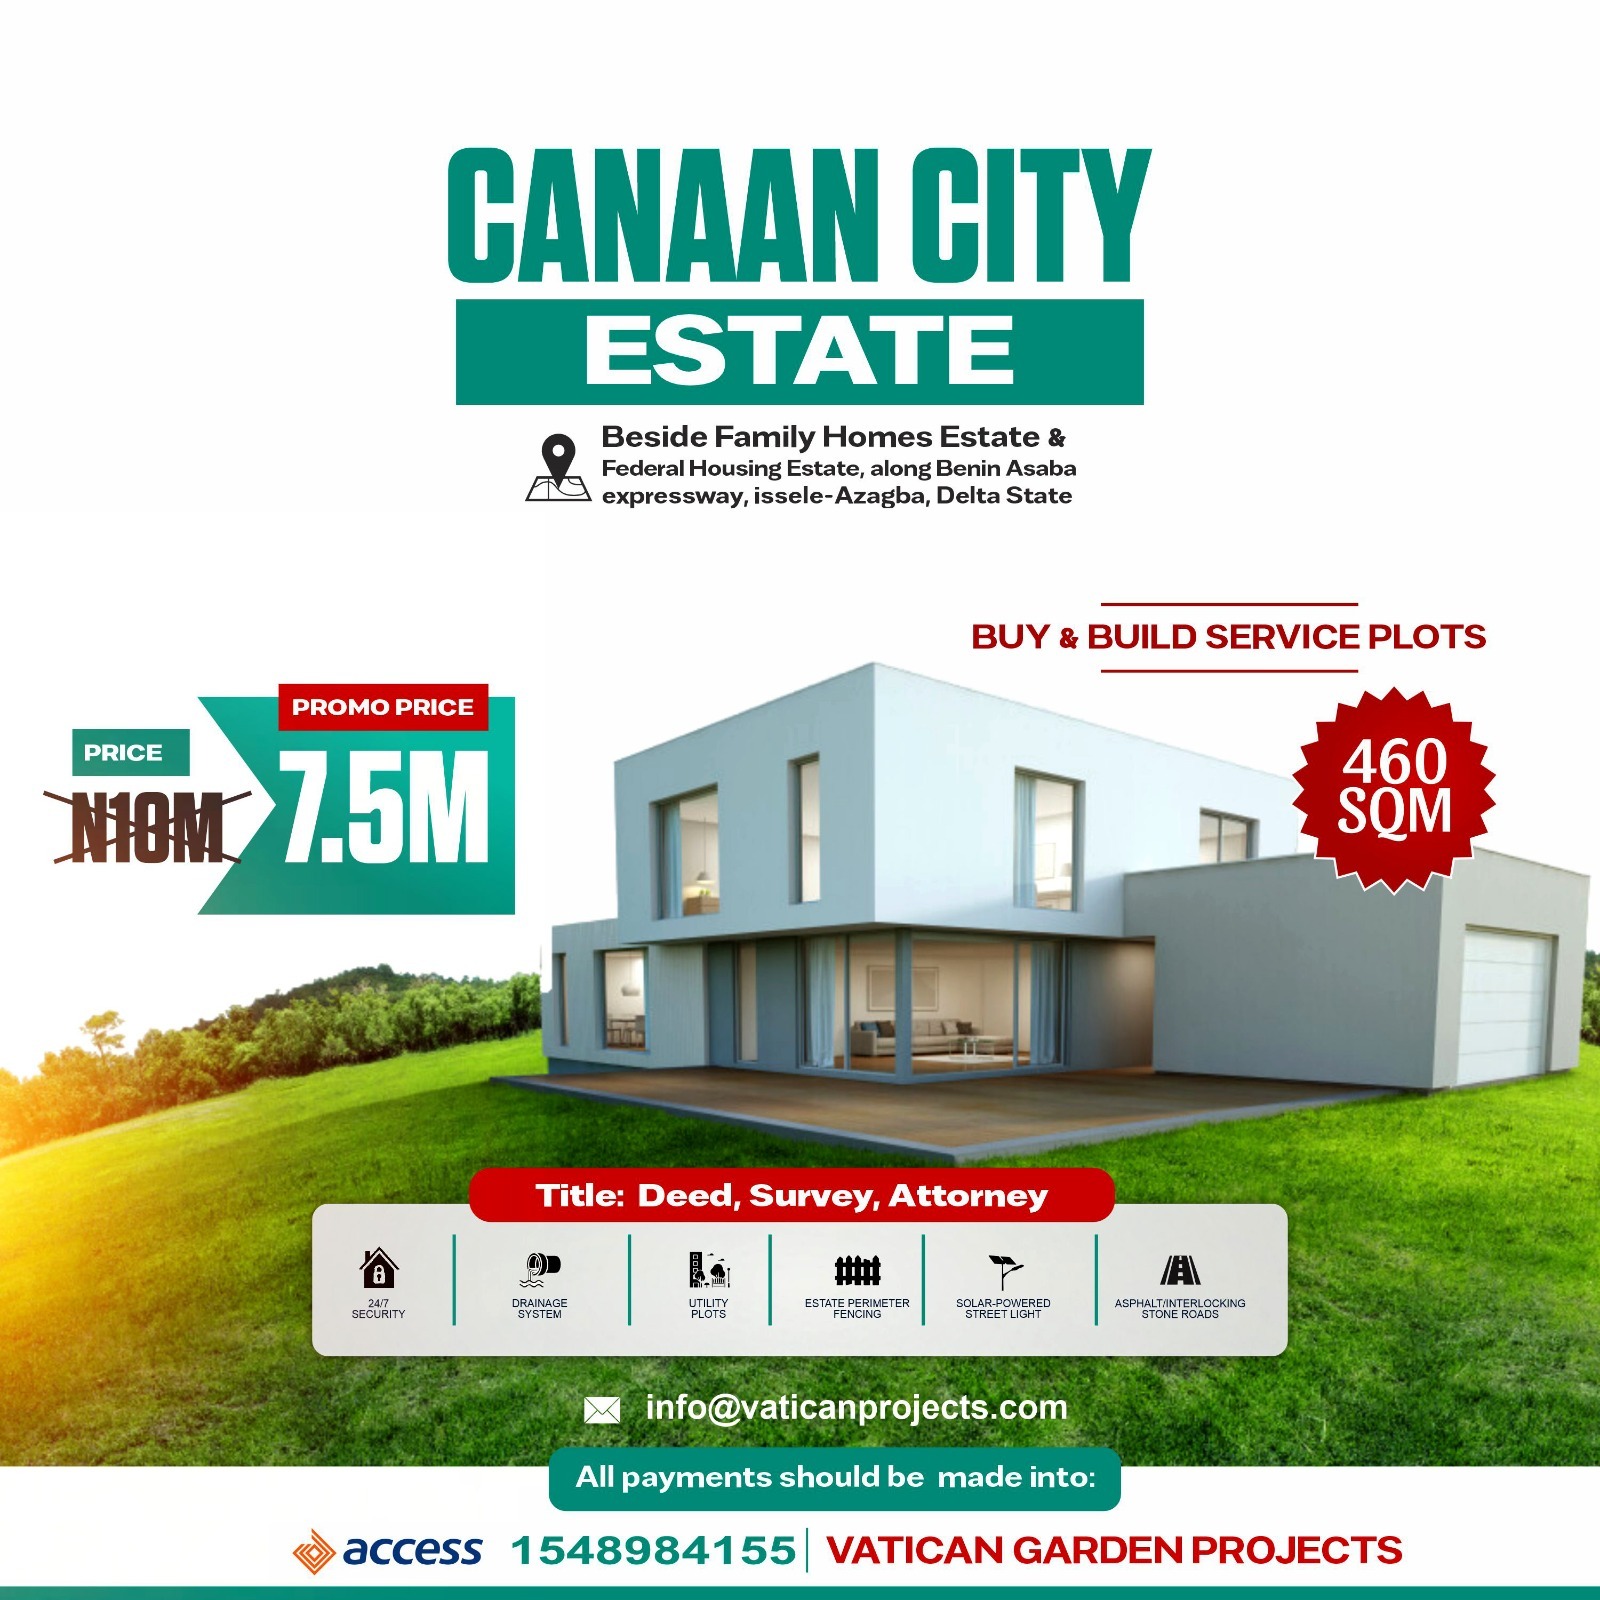 CANAAN CITY
ESTATE
Beside Family Homes Estate &
Federal Housing Estate, along Benin Asaba
expressway, issele-Azagba, Delta State
BUY & BUILD SERVICE PLOTS
PROMO PRICE
PRICE
N10M
7.5M
460
SQM
Title: Deed, Survey, Attorney
24/7
SECURITY
DRAINAGE
SYSTEM
UTILITY
PLOTS
ESTATE PERIMETER
FENCING
SOLAR-POWERED
STREET LIGHT
ASPHALT/INTERLOCKING
STONE ROADS
info@vaticanprojects.com
All payments should be made into:
access 1548984155 VATICAN GARDEN PROJECTS